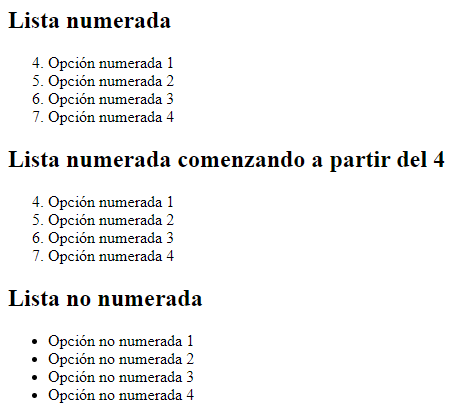 Lista numerada
4. Opción numerada 1
5. Opción numerada 2
6. Opción numerada 3
7. Opción numerada 4
Lista numerada comenzando a partir del 4
4. Opción numerada 1
5. Opción numerada 2
6. Opción numerada 3
7. Opción numerada 4
Lista no numerada
• Opción no numerada 1
• Opción no numerada 2
• Opción no numerada 3
• Opción no numerada 4